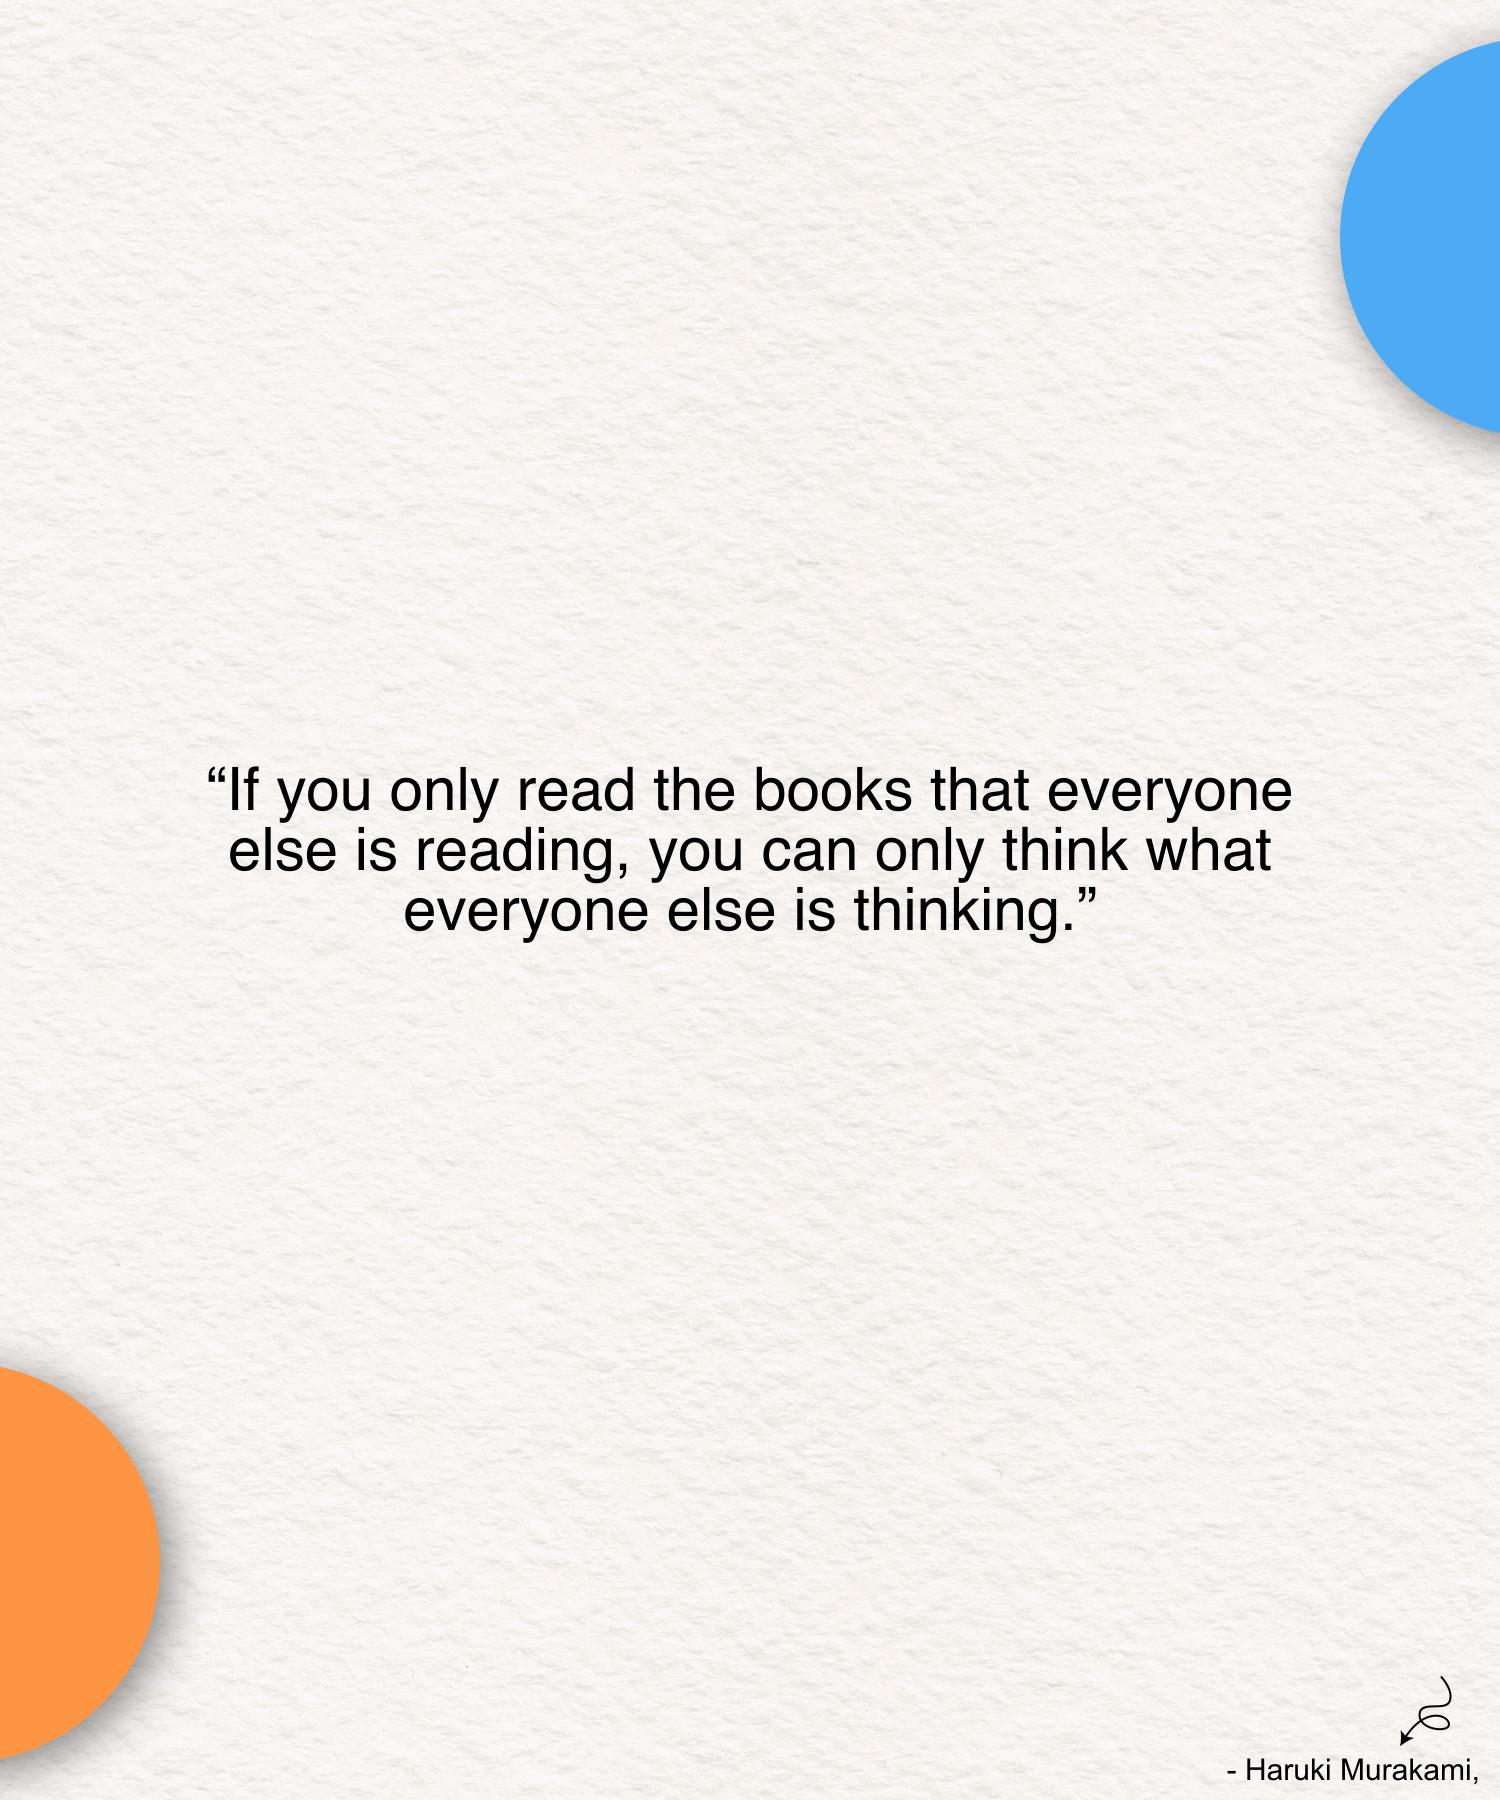 “If you only read the books that everyone
else is reading, you can only think what
everyone else is thinking.”
- Haruki Murakami,